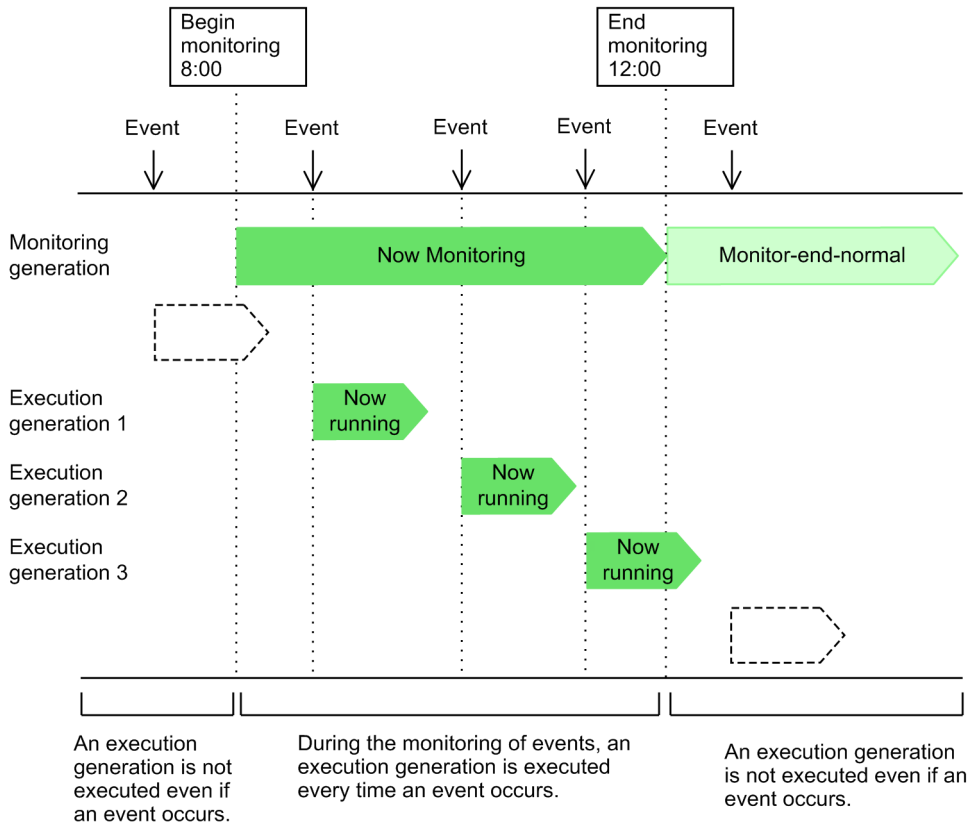 Begin
monitoring
8:00
End
monitoring
12:00
Event
Event
Event
Event
Event
Monitoring
generation
Now Monitoring
Monitor-end-normal
Execution
generation 1
Now
running
Execution
generation 2
Now
running
Execution
generation 3
Now
running
An execution
generation is not
executed even if
an event occurs.
During the monitoring of events, an
execution generation is executed
every time an event occurs.
An execution generation
is not executed even if an
event occurs.